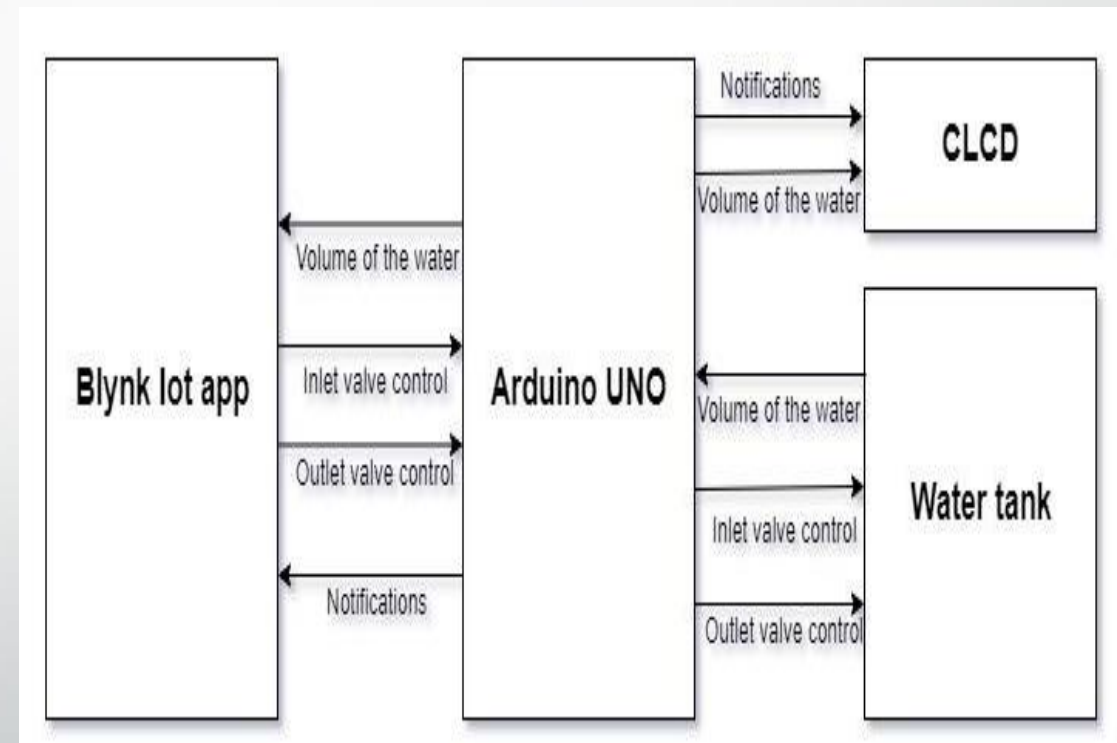 Blynk lot app
Volume of the water
Inlet valve control
Outlet valve control
Notifications
Arduino UNO
Notifications
Volume of the water
CLCD
Volume of the water
Inlet valve control
Outlet valve control
Water tank